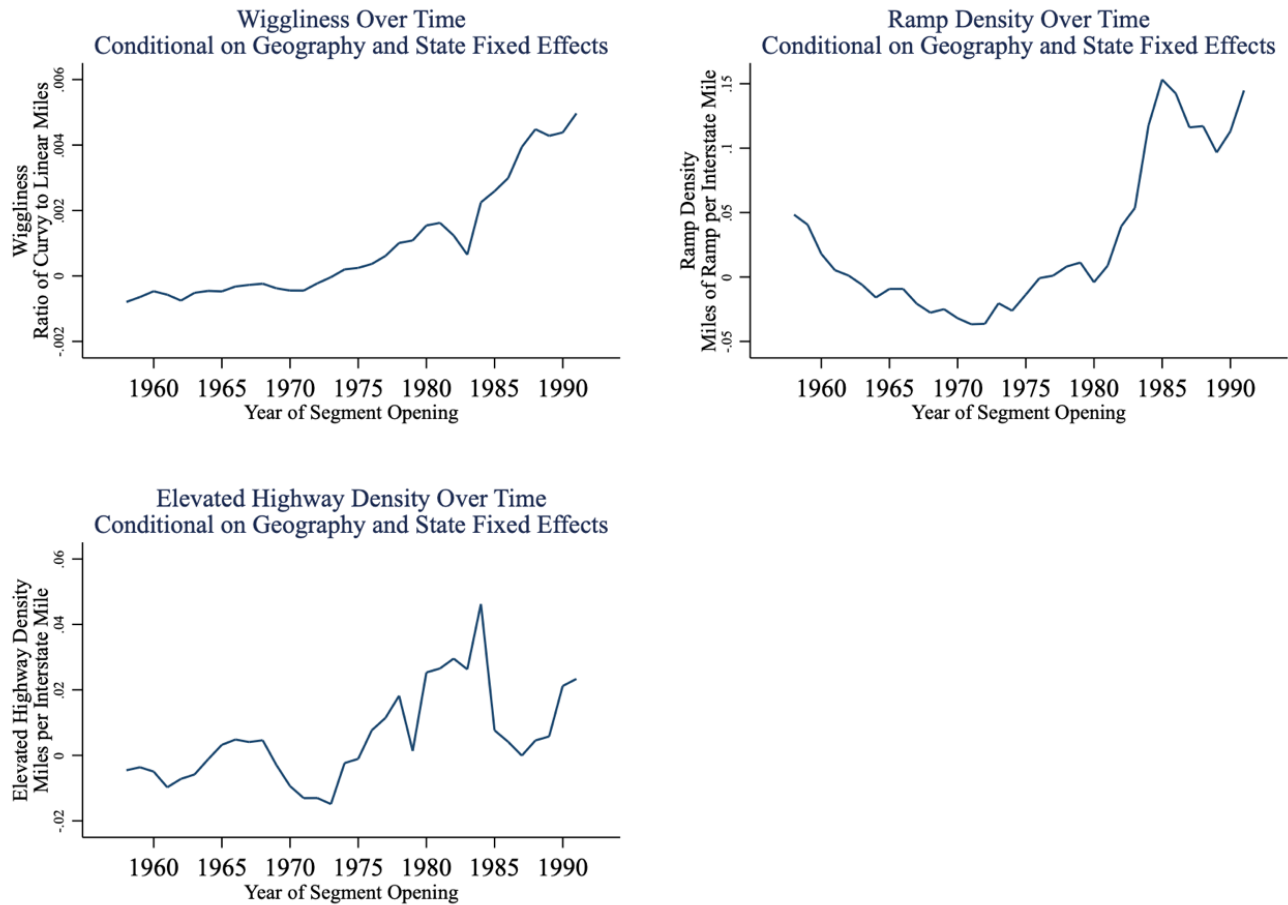 Wiggliness Over Time
Conditional on Geography and State Fixed Effects
Wiggliness
Ratio of Curvy to Linear Miles
.006
.004
.002
0
-.002
1960 1965 1970 1975 1980 1985 1990
Year of Segment Opening
Ramp Density Over Time
Conditional on Geography and State Fixed Effects
Ramp Density
Miles of Ramp per Interstate Mile
.15
.1
.05
0
-.05
1960 1965 1970 1975 1980 1985 1990
Year of Segment Opening
Elevated Highway Density Over Time
Conditional on Geography and State Fixed Effects
Elevated Highway Density
Miles per Interstate Mile
.06
.04
.02
0
-.02
1960 1965 1970 1975 1980 1985 1990
Year of Segment Opening